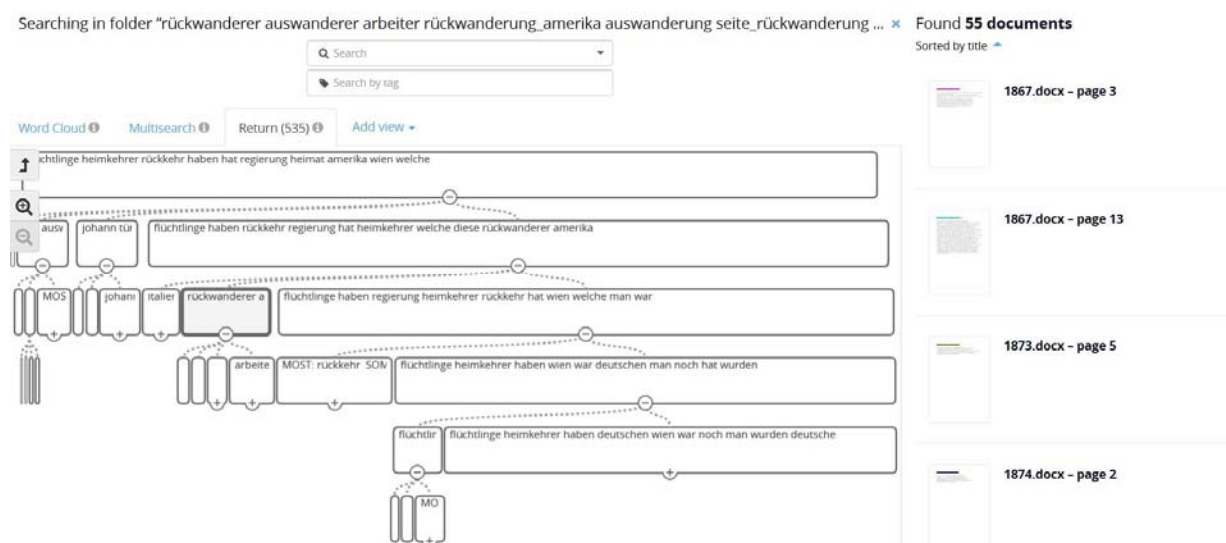 Searching in folder "rückwanderer auswanderer arbeiter rückwanderung_amerika auswanderung seite_rückwanderung ... ×
Search
Search by tag
Word Cloud
Multisearch
Return (535)
Add view
chtlinge heimkehrer rückkehr haben hat regierung heimat amerika wien welche
ausw
johann tür
flüchtlinge haben rückkehr regierung hat heimkehrer welche diese rückwanderer amerika
MOS
johann
italien
rückwanderer a
flüchtlinge haben regierung heimkehrer rückkehr hat wien welche man war
arbeite
MOST: rückkehr SOM
flüchtlinge heimkehrer haben wien war deutschen man noch hat wurden
flüchtlin
flüchtlinge heimkehrer haben deutschen wien war noch man wurden deutsche
MO
Found 55 documents
Sorted by title
1867.docx – page 3
1867.docx – page 13
1873.docx – page 5
1874.docx – page 2